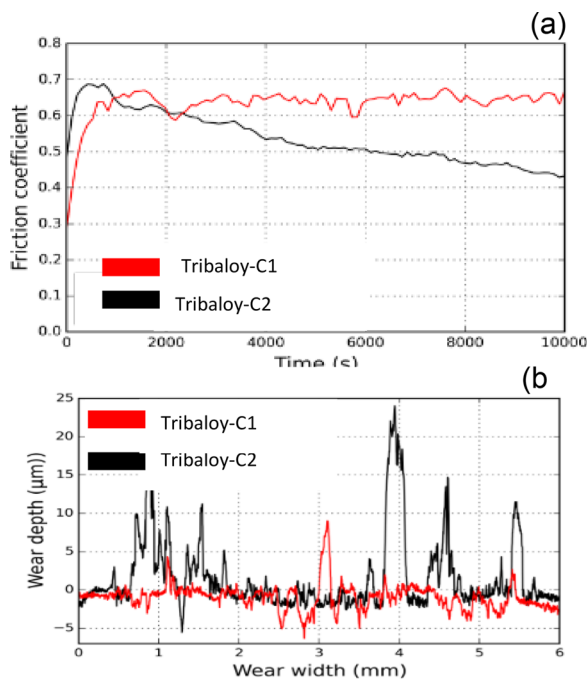 (a)
0.8
0.7
0.6
0.5
0.4
0.3
0.2
0.1
0.0
Friction coefficient
Tribaloy-C1
Tribaloy-C2
0 2000 4000 6000 8000 10000
Time (s)
(b)
25
20
15
10
5
0
−5
Wear depth (μm))
Tribaloy-C1
Tribaloy-C2
0 1 2 3 4 5 6
Wear width (mm)